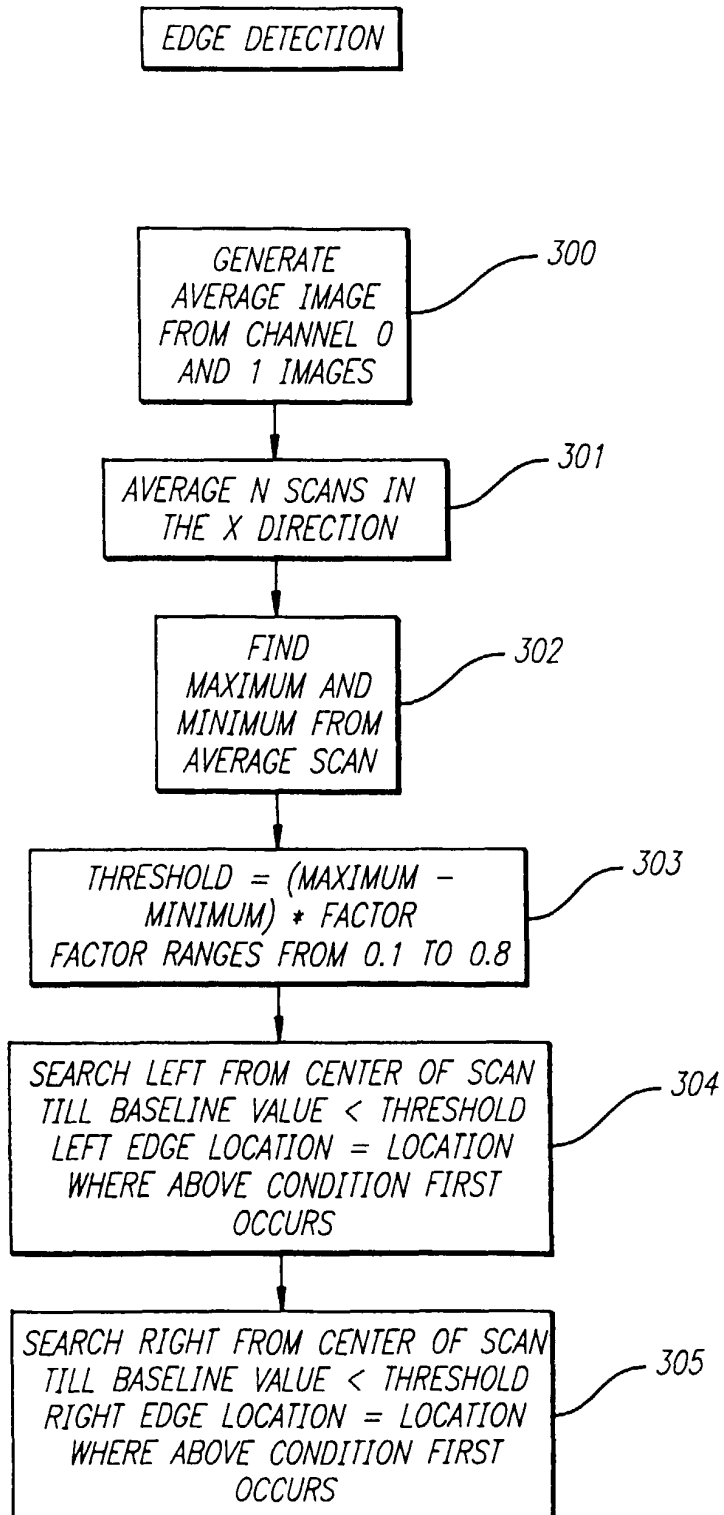 EDGE DETECTION
GENERATE
AVERAGE IMAGE
FROM CHANNEL 0
AND 1 IMAGES
300
AVERAGE N SCANS IN
THE X DIRECTION
301
FIND
MAXIMUM AND
MINIMUM FROM
AVERAGE SCAN
302
THRESHOLD = (MAXIMUM –
MINIMUM) * FACTOR
FACTOR RANGES FROM 0.1 TO 0.8
303
SEARCH LEFT FROM CENTER OF SCAN
TILL BASELINE VALUE < THRESHOLD
LEFT EDGE LOCATION = LOCATION
WHERE ABOVE CONDITION FIRST
OCCURS
304
SEARCH RIGHT FROM CENTER OF SCAN
TILL BASELINE VALUE < THRESHOLD
RIGHT EDGE LOCATION = LOCATION
WHERE ABOVE CONDITION FIRST
OCCURS
305